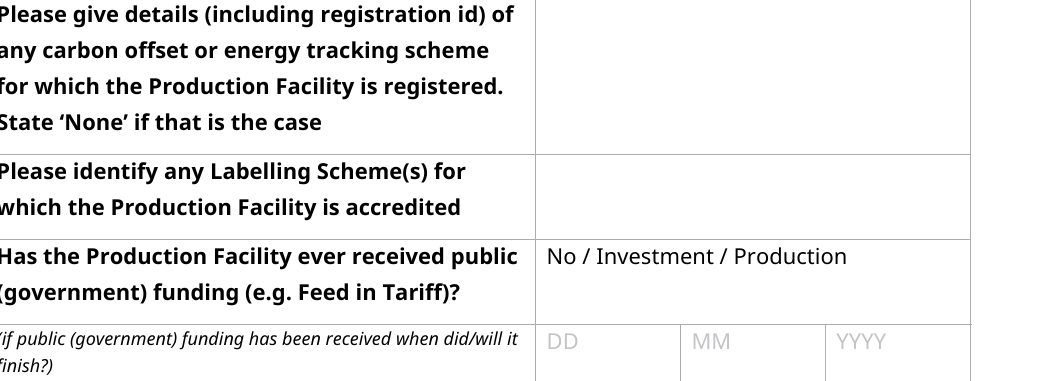 Please give details (including registration id) of
any carbon offset or energy tracking scheme
for which the Production Facility is registered.
State ‘None’ if that is the case
Please identify any Labelling Scheme(s) for
which the Production Facility is accredited
Has the Production Facility ever received public
(government) funding (e.g. Feed in Tariff)?
No / Investment / Production
(if public (government) funding has been received when did/will it
finish?)
DD
MM
YYYY